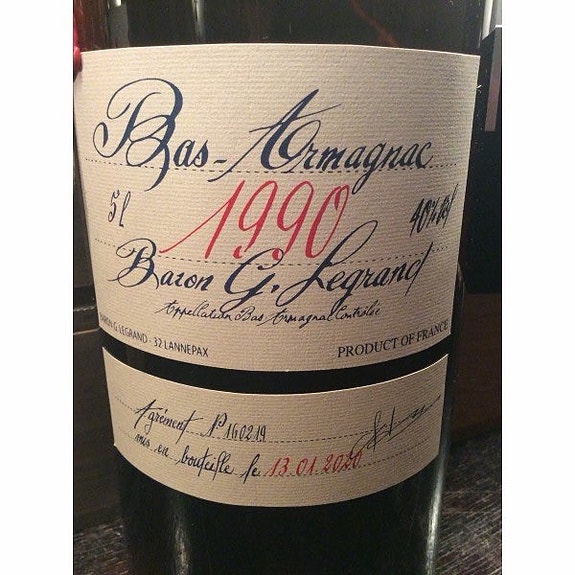 Bas-Armagnac
5l 1990 40% Vol
Baron G. Legrand
Appellation Bas Armagnac Contrôlée
BARON G. LEGRAND - 32 LANNEPAX
PRODUCT OF FRANCE
Agrément N° 160219
mis en bouteille le 13.01.2020